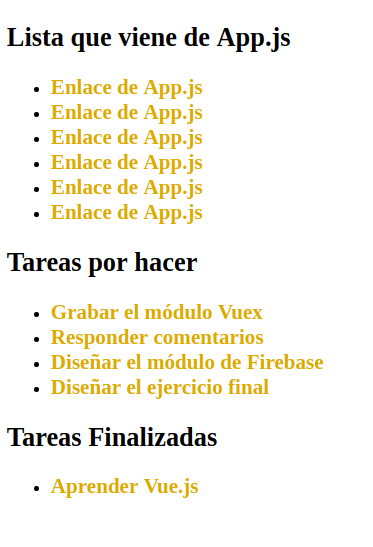 Lista que viene de App.js
Enlace de App.js
Enlace de App.js
Enlace de App.js
Enlace de App.js
Enlace de App.js
Enlace de App.js
Tareas por hacer
Grabar el módulo Vuex
Responder comentarios
Diseñar el módulo de Firebase
Diseñar el ejercicio final
Tareas Finalizadas
Aprender Vue.js